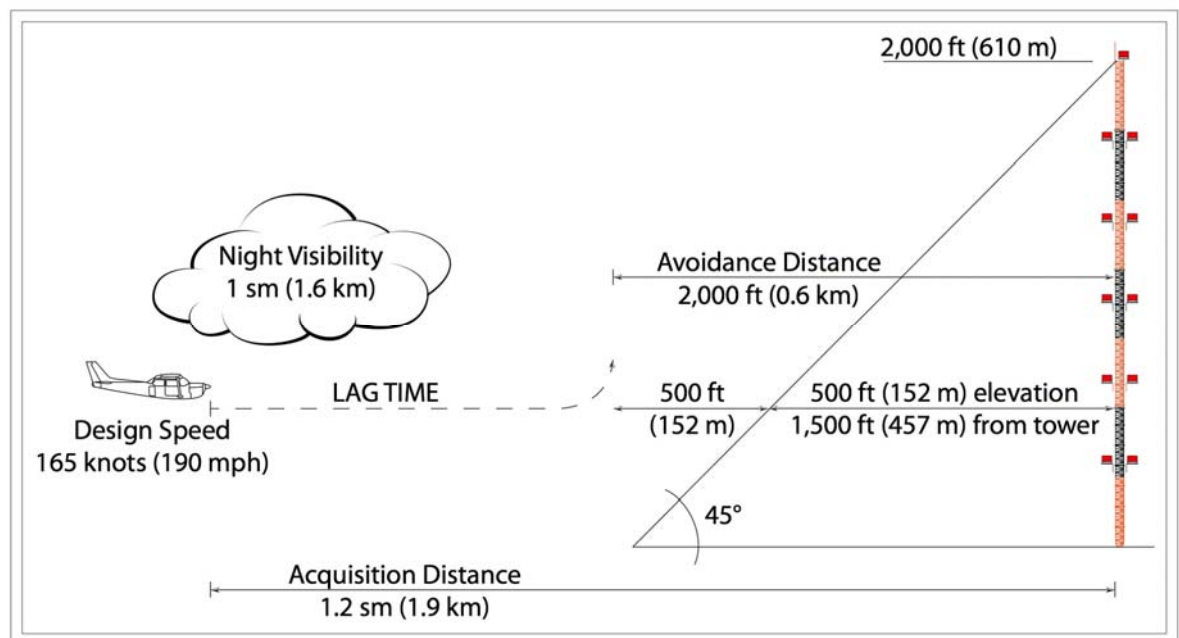 2,000 ft (610 m)
Night Visibility
1 sm (1.6 km)
Avoidance Distance
2,000 ft (0.6 km)
LAG TIME
500 ft
(152 m)
500 ft (152 m) elevation
1,500 ft (457 m) from tower
Design Speed
165 knots (190 mph)
45°
Acquisition Distance
1.2 sm (1.9 km)